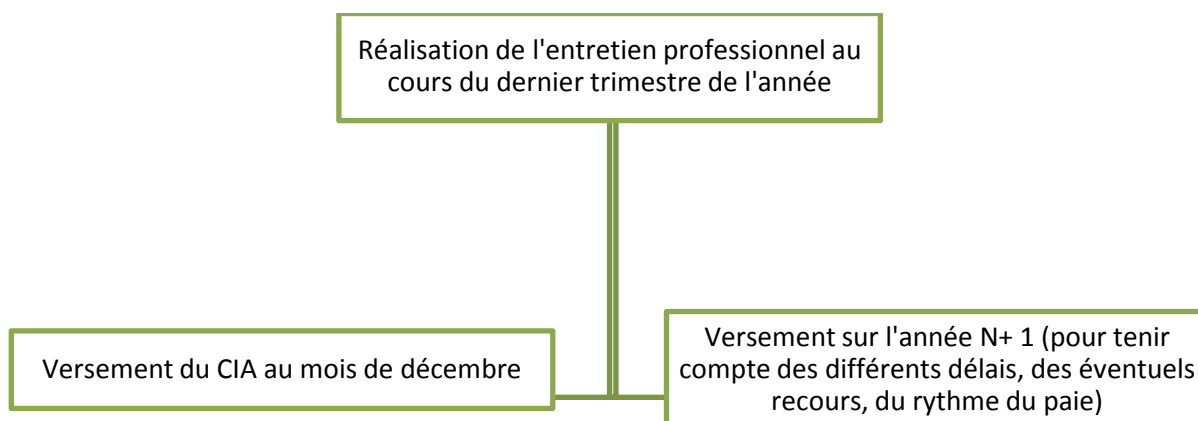 Réalisation de l'entretien professionnel au
cours du dernier trimestre de l'année
Versement du CIA au mois de décembre
Versement sur l'année N+ 1 (pour tenir
compte des différents délais, des éventuels
recours, du rythme du paie)